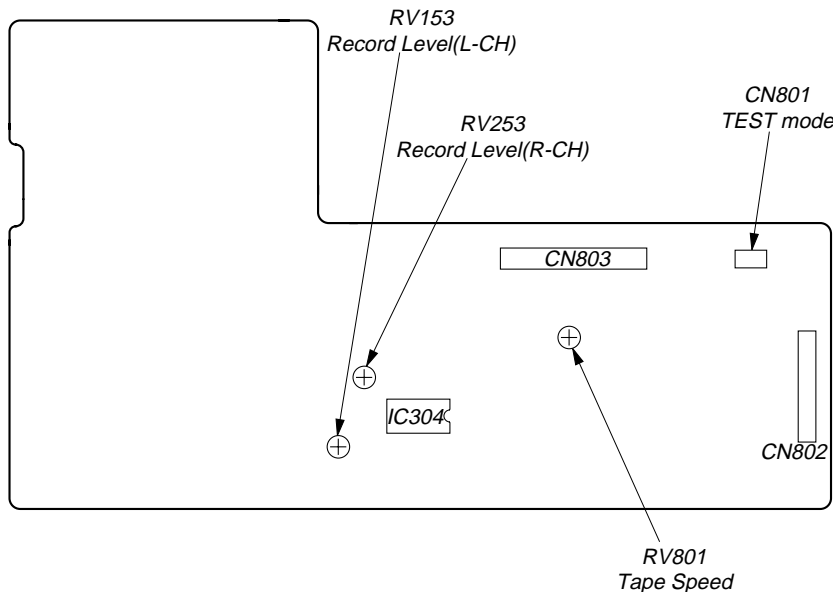 RV153
Record Level(L-CH)
RV253
Record Level(R-CH)
CN801
TEST mode
CN803
IC304
CN802
RV801
Tape Speed